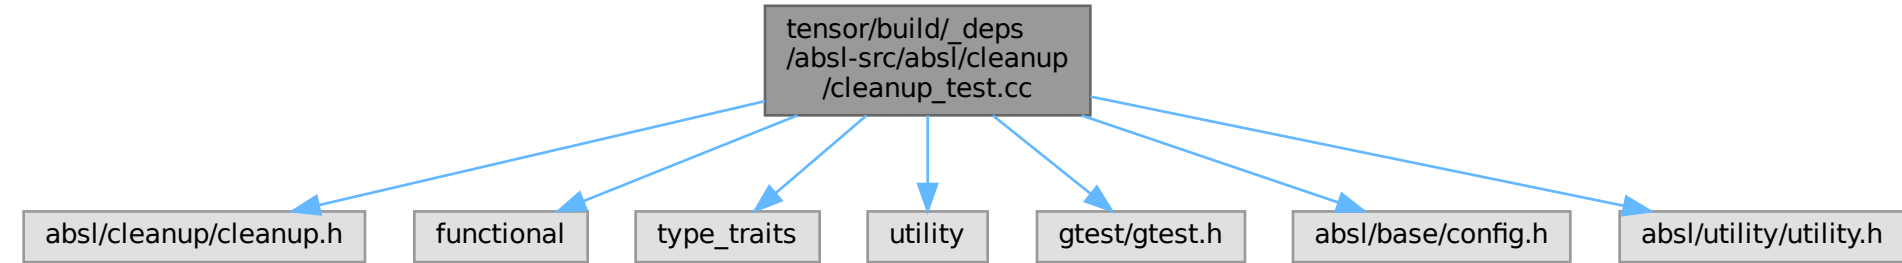 tensor/build/_deps
/absl-src/absl/cleanup
/cleanup_test.cc
absl/cleanup/cleanup.h
functional
type_traits
utility
gtest/gtest.h
absl/base/config.h
absl/utility/utility.h